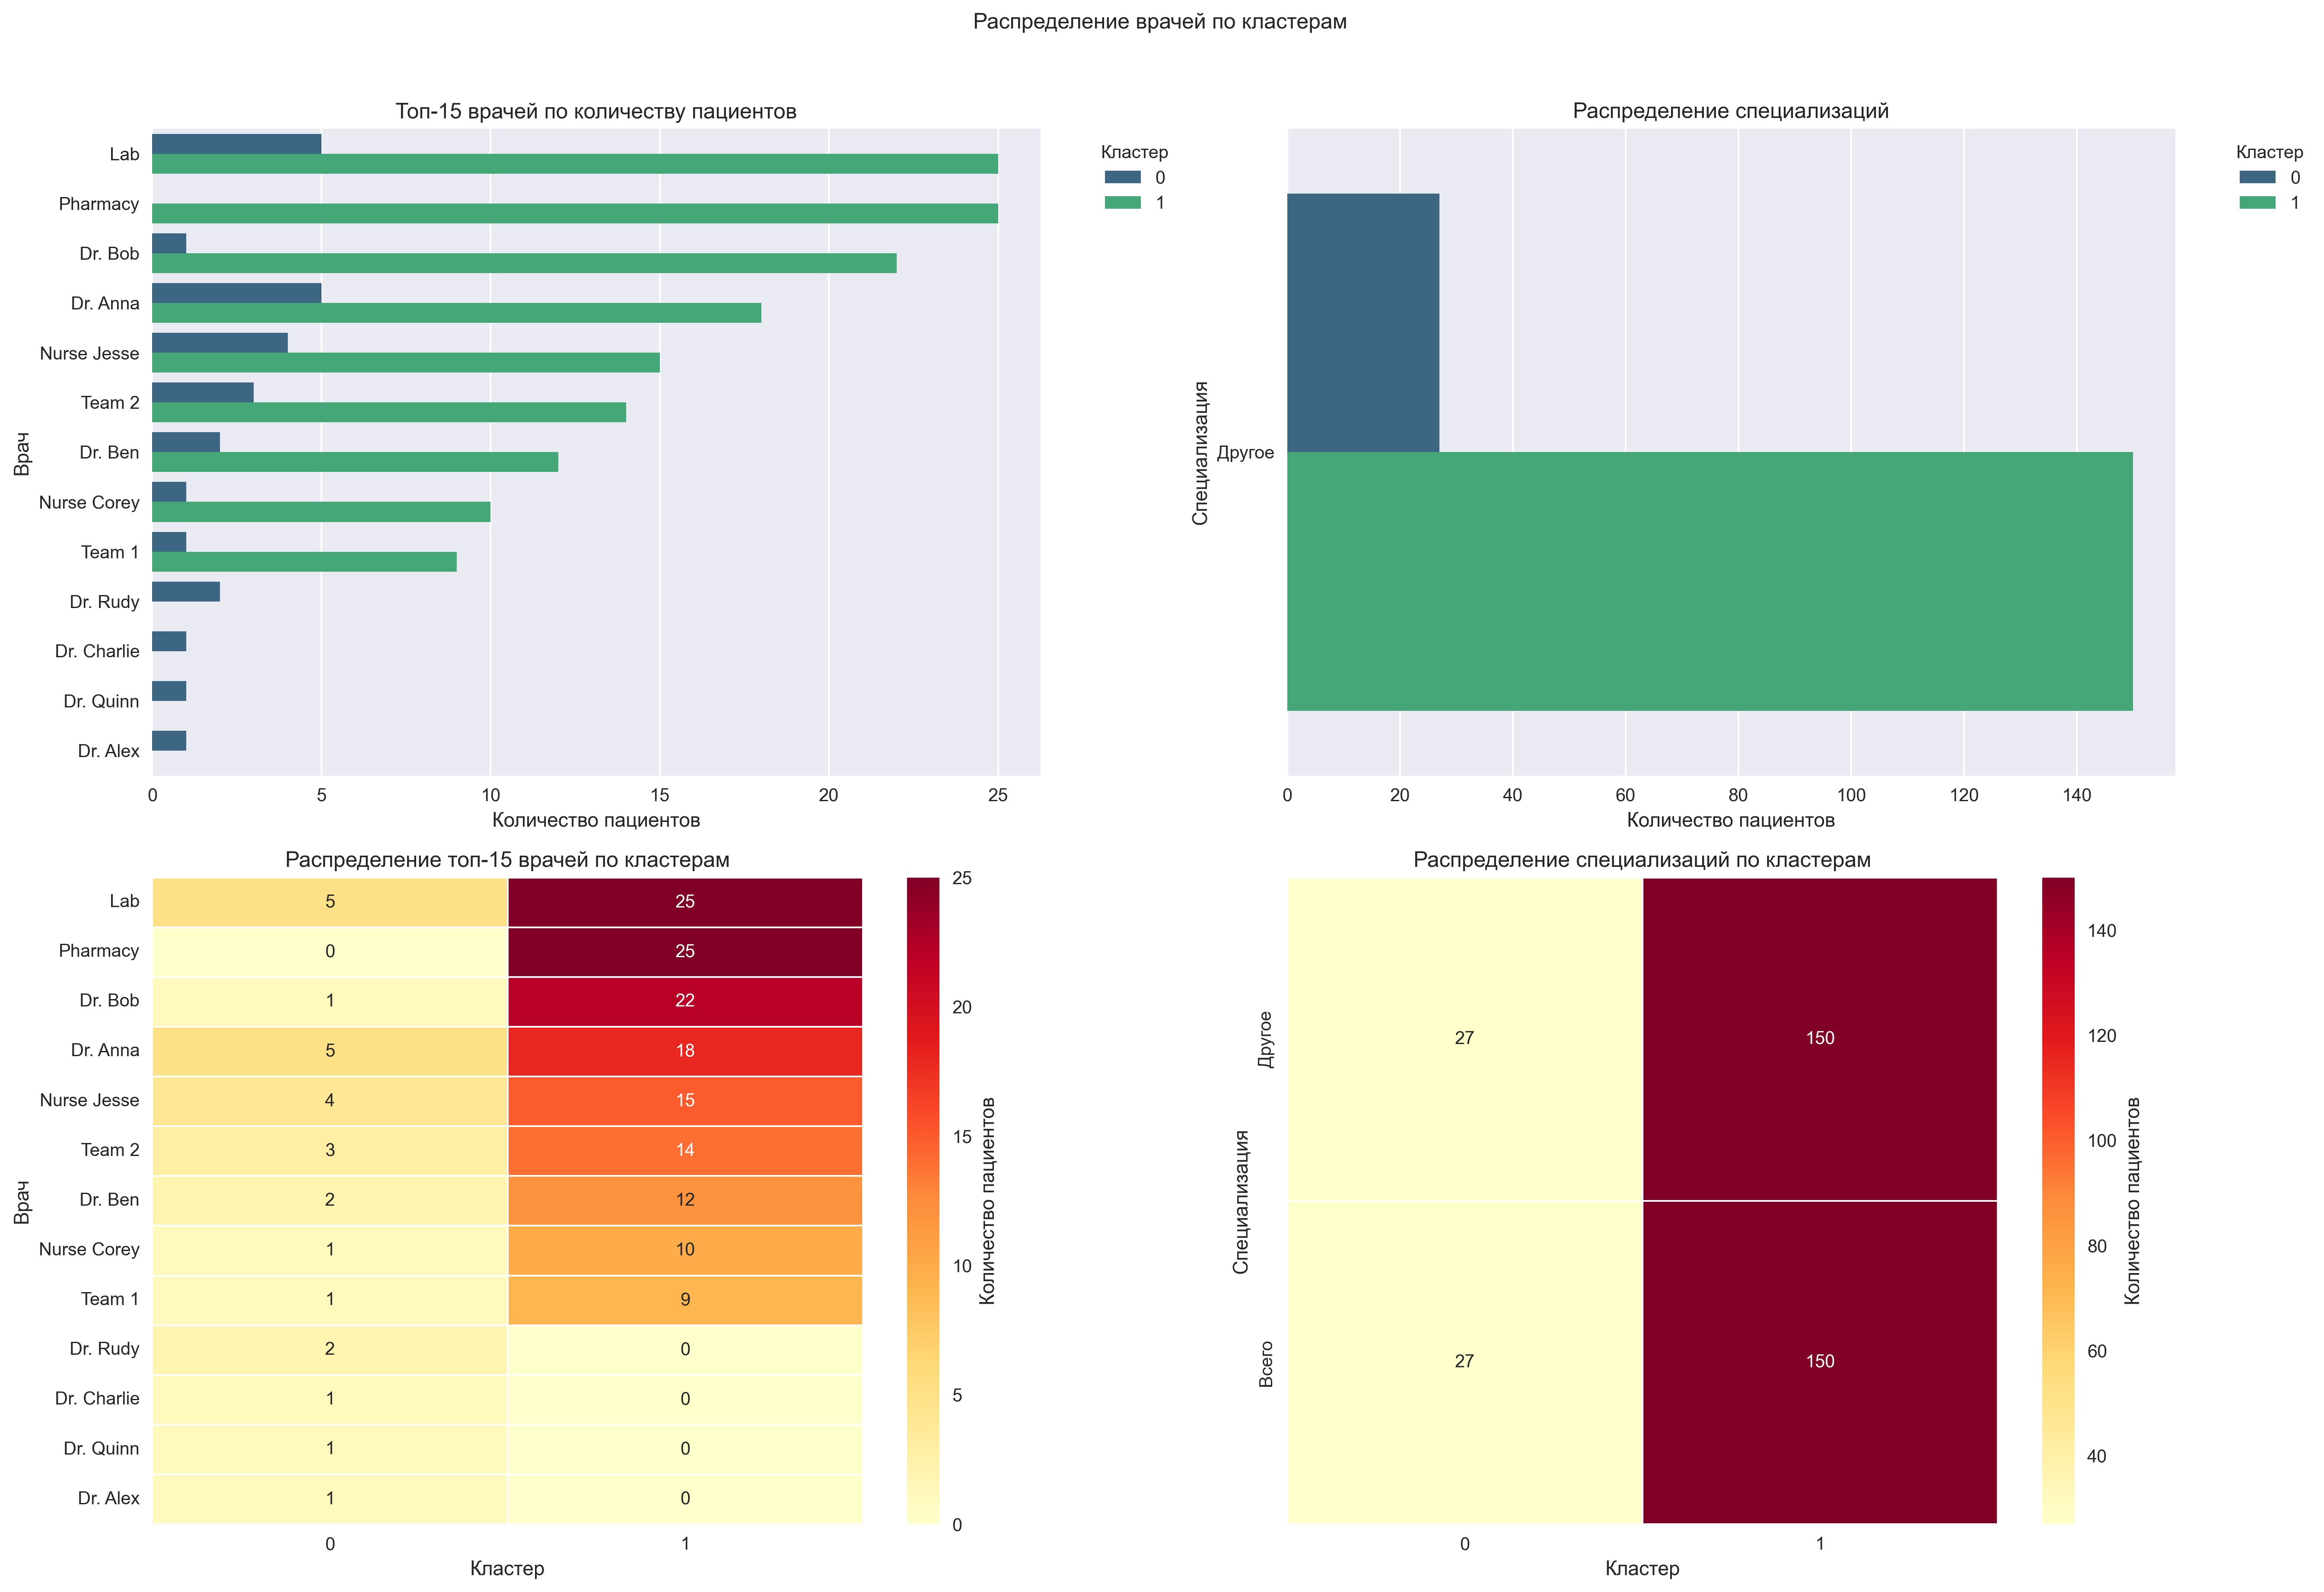 Распределение врачей по кластерам
Топ-15 врачей по количеству пациентов
Врач
Lab
Pharmacy
Dr. Bob
Dr. Anna
Nurse Jesse
Team 2
Dr. Ben
Nurse Corey
Team 1
Dr. Rudy
Dr. Charlie
Dr. Quinn
Dr. Alex
0 5 10 15 20 25
Количество пациентов
Кластер
0
1
Распределение специализаций
Специализация
Другое
0 20 40 60 80 100 120 140
Количество пациентов
Кластер
0
1
Распределение топ-15 врачей по кластерам
Врач
Lab 5 25
Pharmacy 0 25
Dr. Bob 1 22
Dr. Anna 5 18
Nurse Jesse 4 15
Team 2 3 14
Dr. Ben 2 12
Nurse Corey 1 10
Team 1 1 9
Dr. Rudy 2 0
Dr. Charlie 1 0
Dr. Quinn 1 0
Dr. Alex 1 0
0 1
Кластер
25
20
15
10
5
0
Количество пациентов
Распределение специализаций по кластерам
Специализация
Другое 27 150
Всего 27 150
0 1
Кластер
140
120
100
80
60
40
Количество пациентов